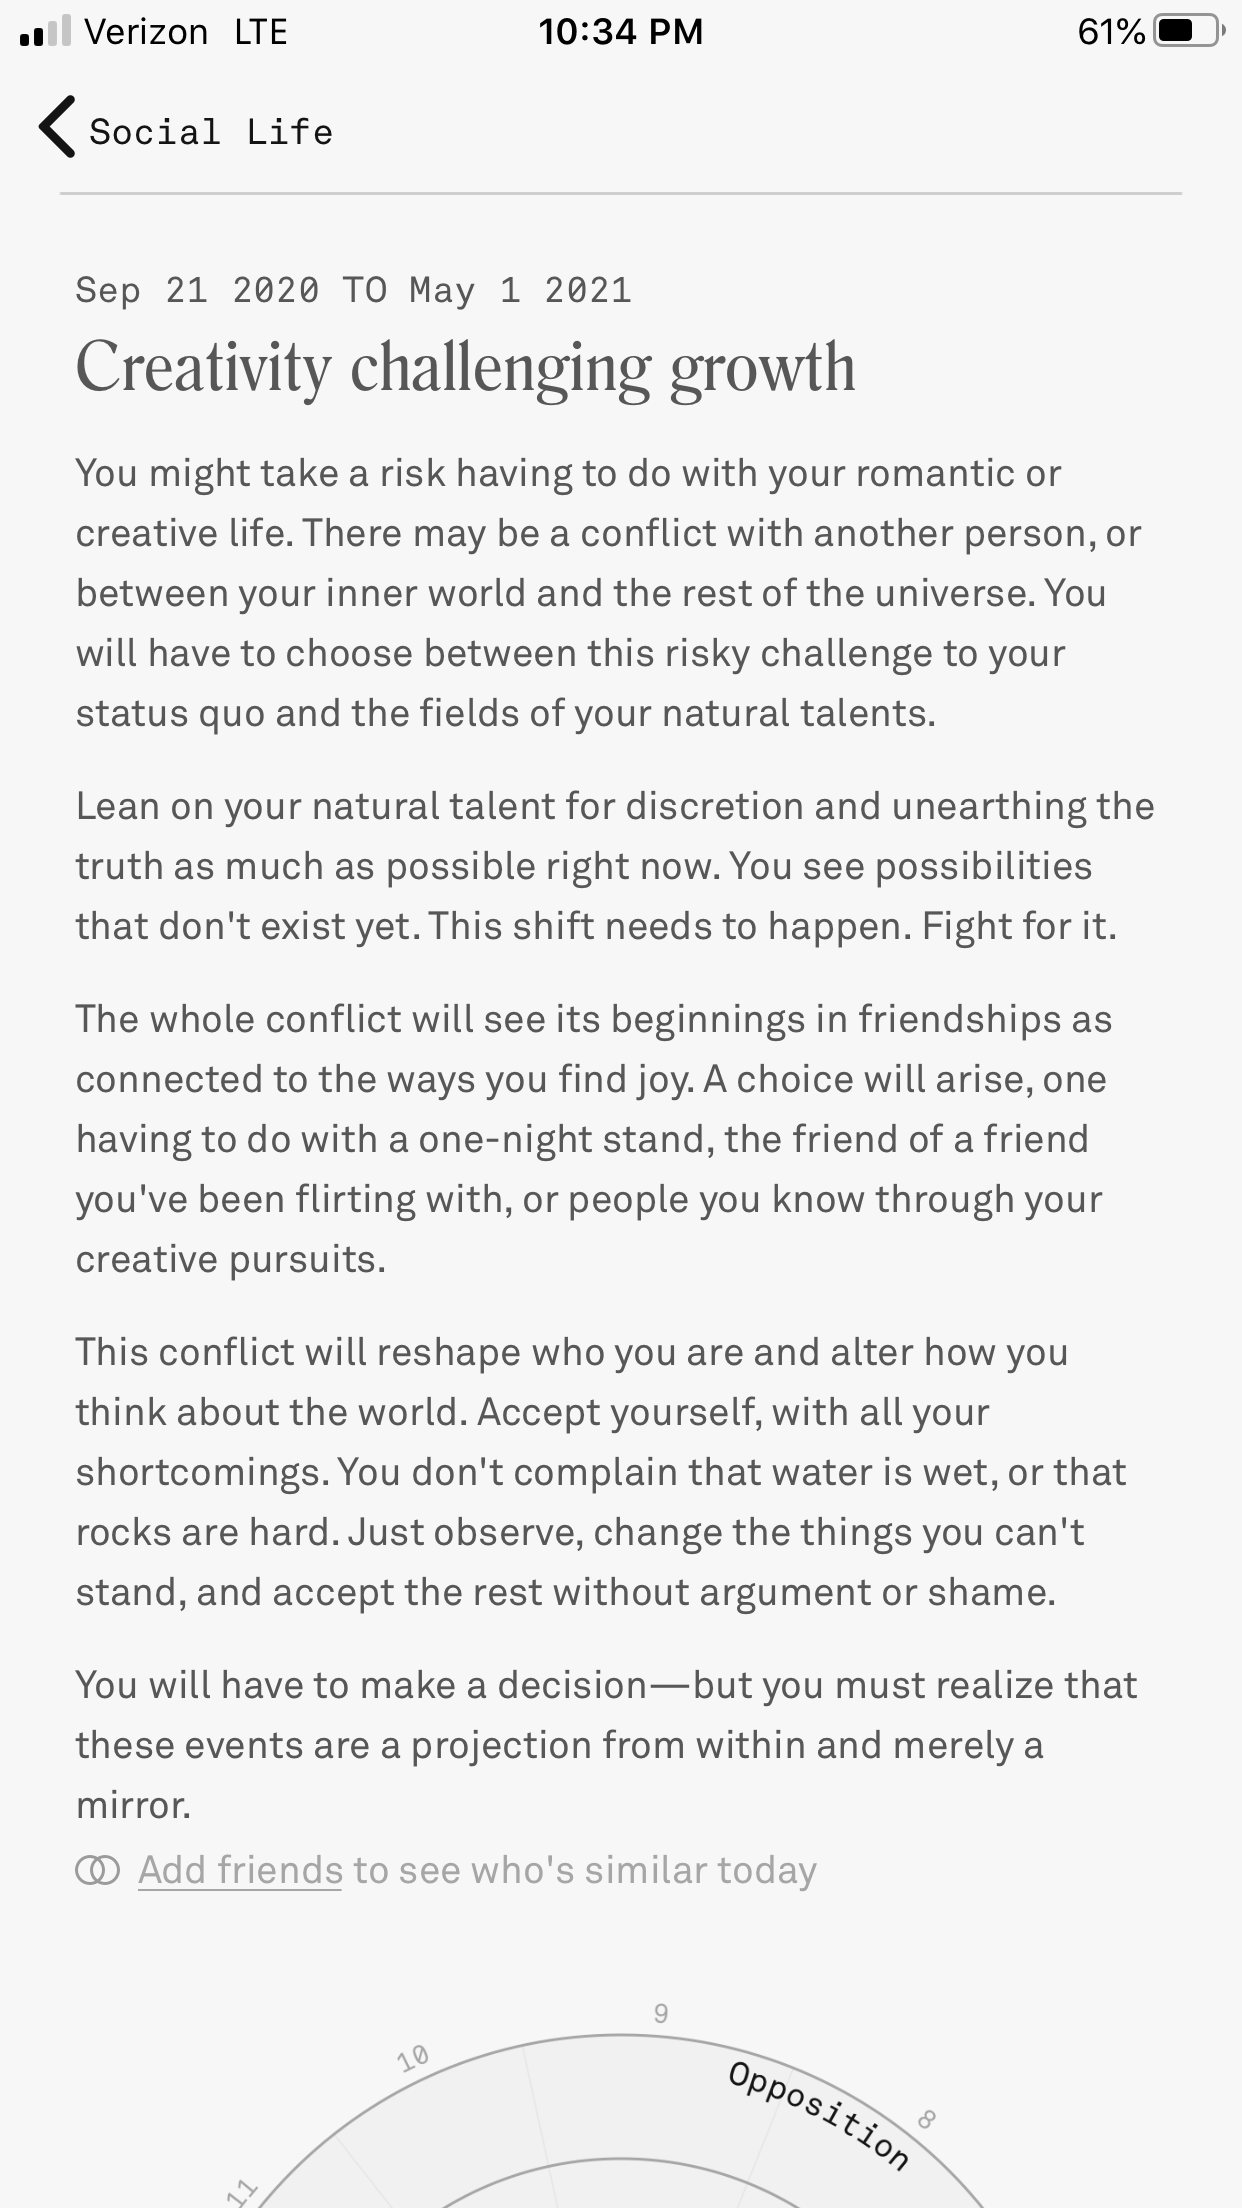 Verizon LTE 10:34 PM 61%
Social Life
Sep 21 2020 TO May 1 2021
Creativity challenging growth
You might take a risk having to do with your romantic or
creative life. There may be a conflict with another person, or
between your inner world and the rest of the universe. You
will have to choose between this risky challenge to your
status quo and the fields of your natural talents.
Lean on your natural talent for discretion and unearthing the
truth as much as possible right now. You see possibilities
that don't exist yet. This shift needs to happen. Fight for it.
The whole conflict will see its beginnings in friendships as
connected to the ways you find joy. A choice will arise, one
having to do with a one-night stand, the friend of a friend
you've been flirting with, or people you know through your
creative pursuits.
This conflict will reshape who you are and alter how you
think about the world. Accept yourself, with all your
shortcomings. You don't complain that water is wet, or that
rocks are hard. Just observe, change the things you can't
stand, and accept the rest without argument or shame.
You will have to make a decision—but you must realize that
these events are a projection from within and merely a
mirror.
Add friends to see who's similar today
9
10
Opposition
8
11